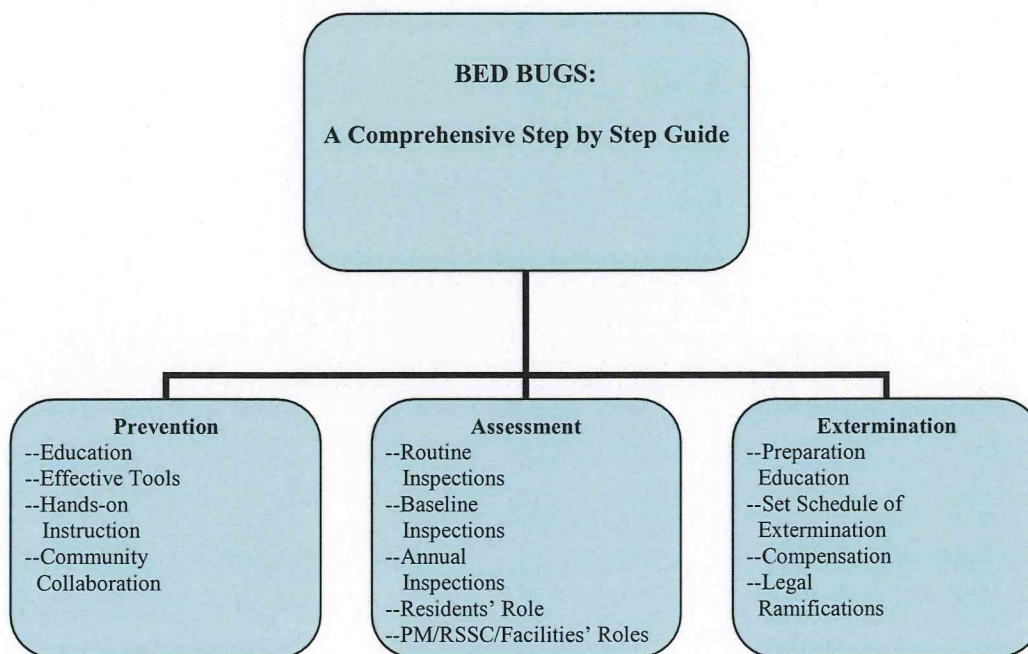 BED BUGS:
A Comprehensive Step by Step Guide
Prevention
--Education
--Effective Tools
--Hands-on
Instruction
--Community
Collaboration
Assessment
--Routine
Inspections
--Baseline
Inspections
--Annual
Inspections
--Residents' Role
--PM/RSSC/Facilities' Roles
Extermination
--Preparation
Education
--Set Schedule of
Extermination
--Compensation
--Legal
Ramifications